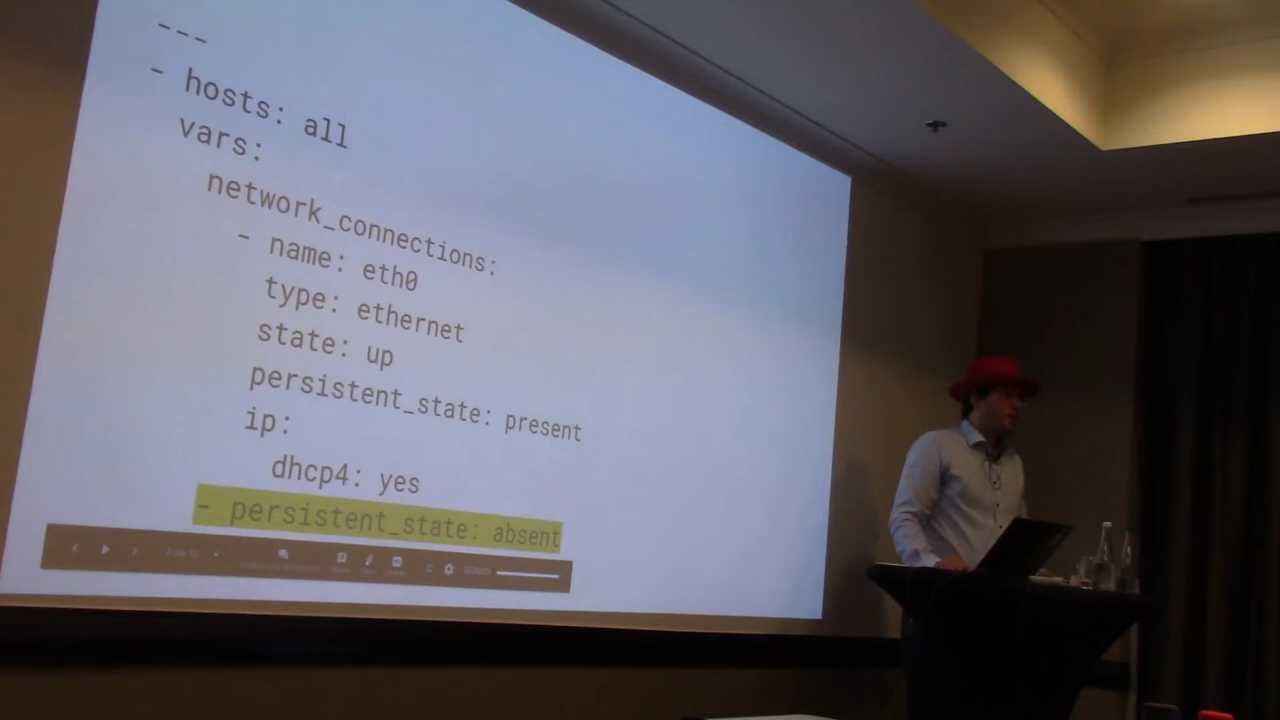 ---
- hosts: all
vars:
network_connections:
- name: eth0
type: ethernet
state: up
persistent_state: present
ip:
dhcp4: yes
- persistent_state: absent